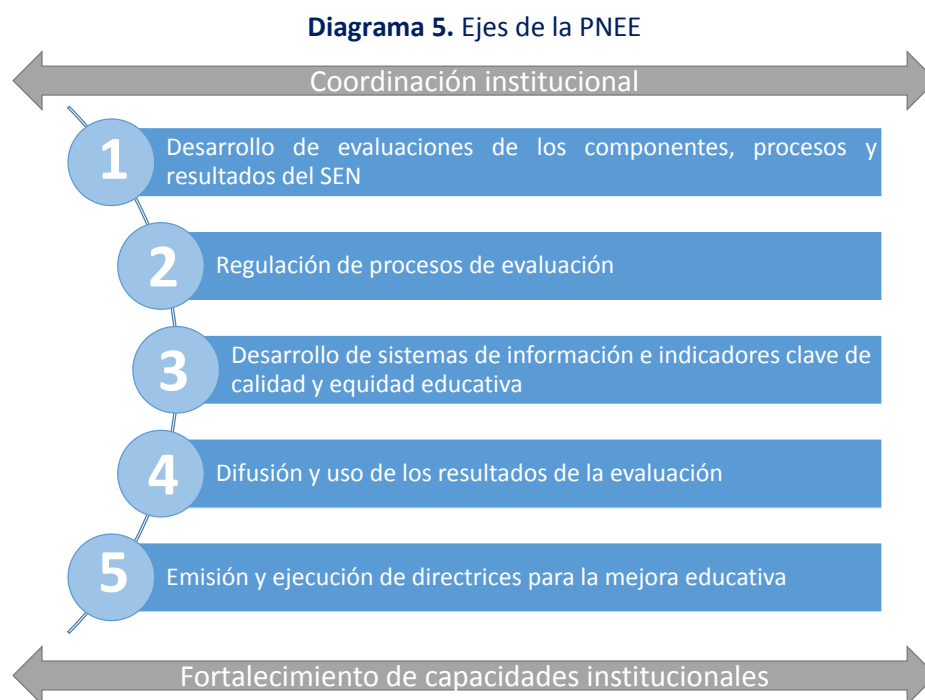 Diagrama 5. Ejes de la PNEE
Coordinación institucional
1
Desarrollo de evaluaciones de los componentes, procesos y
resultados del SEN
2
Regulación de procesos de evaluación
3
Desarrollo de sistemas de información e indicadores clave de
calidad y equidad educativa
4
Difusión y uso de los resultados de la evaluación
5
Emisión y ejecución de directrices para la mejora educativa
Fortalecimiento de capacidades institucionales